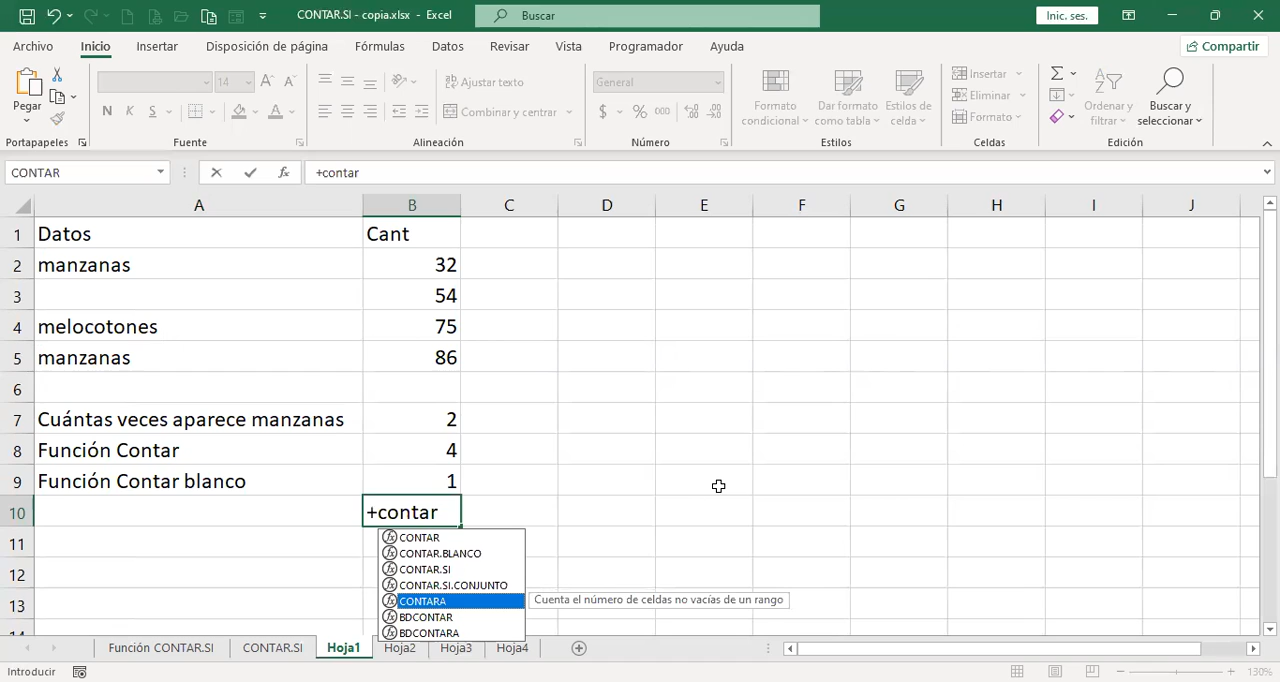 CONTAR.SI - copia.xlsx - Excel
Buscar
Inic. ses.
Archivo Inicio Insertar Disposición de página Fórmulas Datos Revisar Vista Programador Ayuda
Compartir
14
Ajustar texto
General
Insertar
Pegar
N K S
Combinar y centrar
$ % 000
Formato condicional
Dar formato como tabla
Estilos de celda
Eliminar
Formato
Ordenar y filtrar
Buscar y seleccionar
Portapapeles Fuente Alineación Número Estilos Celdas Edición
CONTAR fx +contar
A B C D E F G H I J
1 Datos Cant
2 manzanas 32
3 54
4 melocotones 75
5 manzanas 86
6
7 Cuántas veces aparece manzanas 2
8 Función Contar 4
9 Función Contar blanco 1
10 +contar
CONTAR
11
CONTAR.BLANCO
CONTAR.SI
12
CONTAR.SI.CONJUNTO
CONTARA Cuenta el número de celdas no vacías de un rango
13
BDCONTAR
BDCONTARA
Función CONTAR.SI CONTAR.SI Hoja1 Hoja2 Hoja3 Hoja4
Introducir
130%